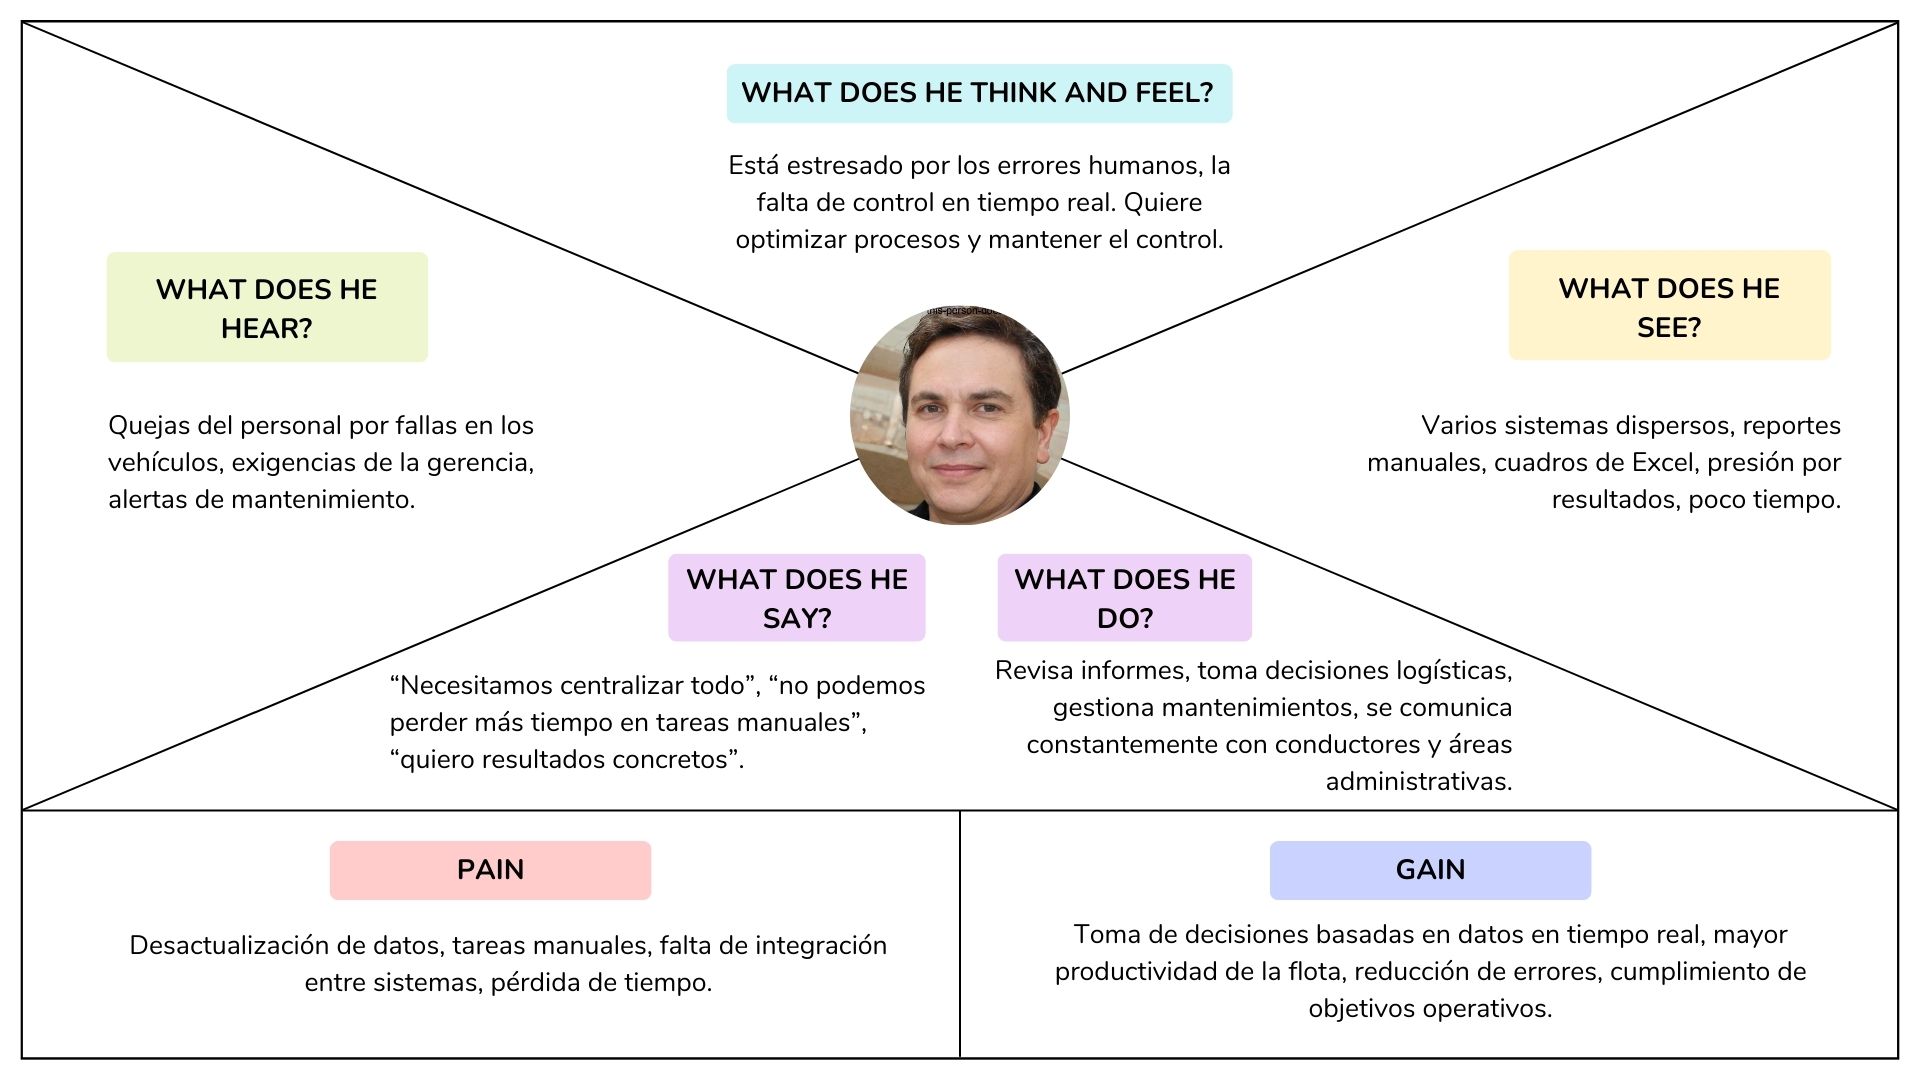 WHAT DOES HE THINK AND FEEL?
Está estresado por los errores humanos, la
falta de control en tiempo real. Quiere
optimizar procesos y mantener el control.
WHAT DOES HE
HEAR?
Quejas del personal por fallas en los
vehículos, exigencias de la gerencia,
alertas de mantenimiento.
WHAT DOES HE
SEE?
Varios sistemas dispersos, reportes
manuales, cuadros de Excel, presión por
resultados, poco tiempo.
WHAT DOES HE
SAY?
“Necesitamos centralizar todo”, “no podemos
perder más tiempo en tareas manuales”,
“quiero resultados concretos”.
WHAT DOES HE
DO?
Revisa informes, toma decisiones logísticas,
gestiona mantenimientos, se comunica
constantemente con conductores y áreas
administrativas.
PAIN
Desactualización de datos, tareas manuales, falta de integración
entre sistemas, pérdida de tiempo.
GAIN
Toma de decisiones basadas en datos en tiempo real, mayor
productividad de la flota, reducción de errores, cumplimiento de
objetivos operativos.